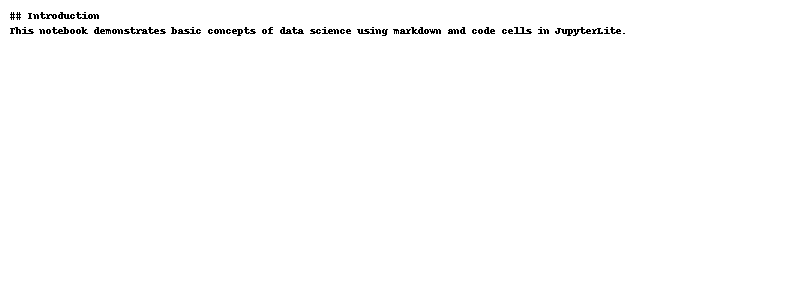 ## Introduction
This notebook demonstrates basic concepts of data science using markdown and code cells in JupyterLite.